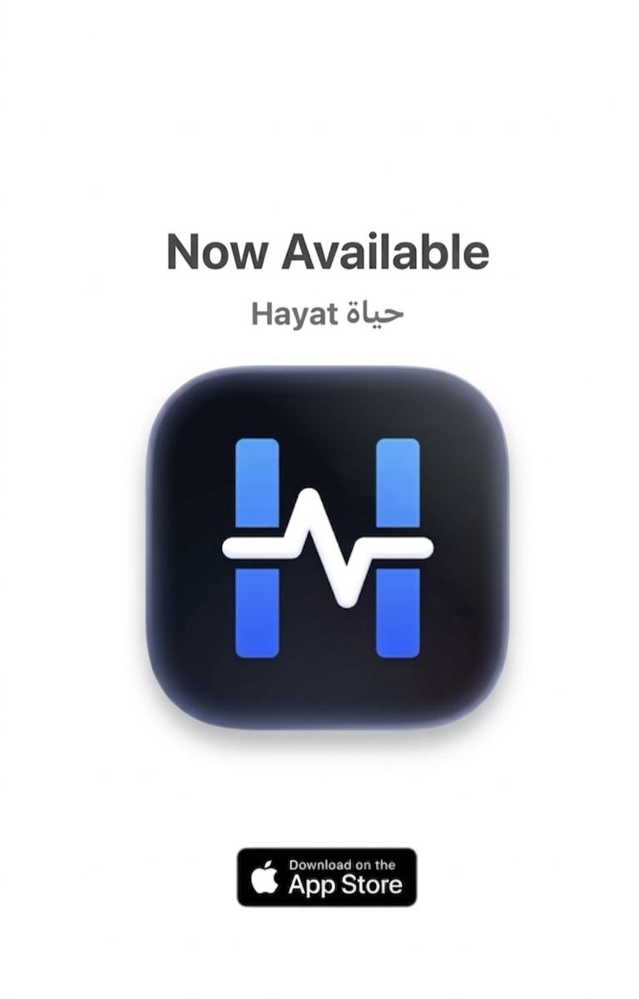 Now Available
Hayat حياة
H
Download on the
App Store